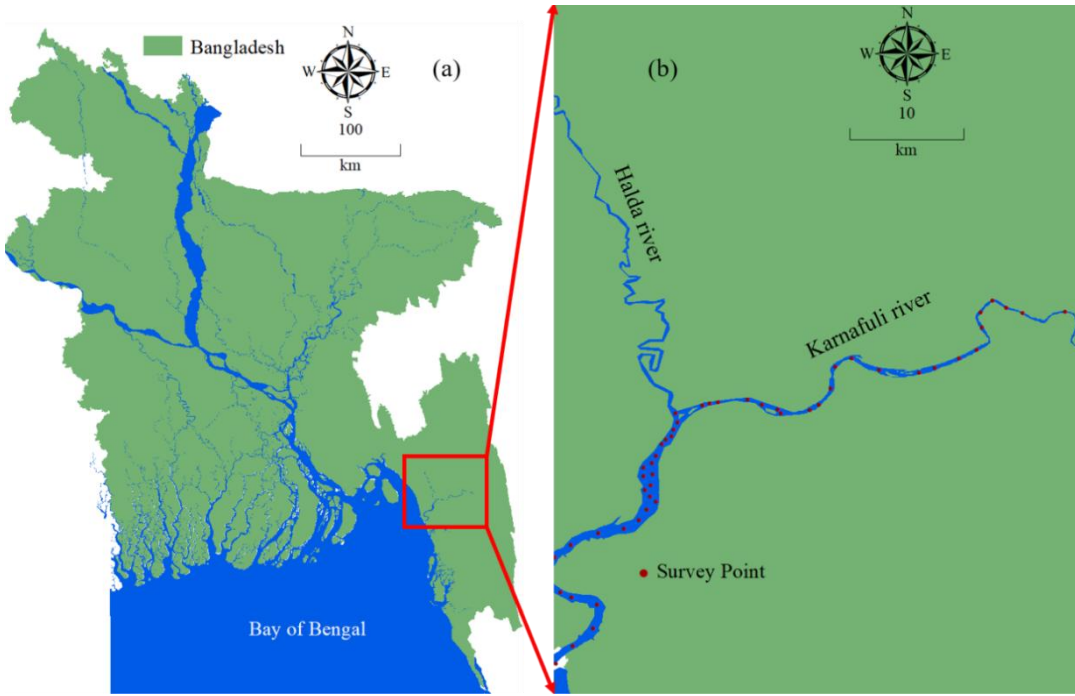 Bangladesh
N
W
E
S
100
km
(a)
Bay of Bengal
(b)
N
W
E
S
10
km
Halda river
Karnafuli river
Survey Point